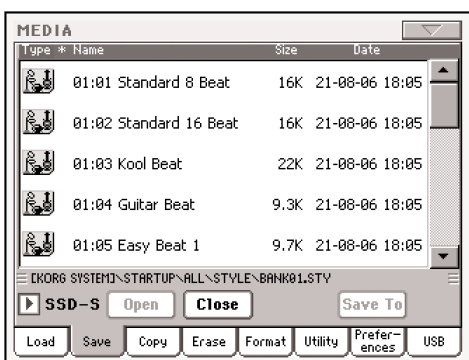 MEDIA
Type * Name Size Date
01:01 Standard 8 Beat 16K 21-08-06 18:05
01:02 Standard 16 Beat 16K 21-08-06 18:05
01:03 Kool Beat 22K 21-08-06 18:05
01:04 Guitar Beat 9.3K 21-08-06 18:05
01:05 Easy Beat 1 9.7K 21-08-06 18:05
[KORG SYSTEM]\STARTUP\ALL\STYLE\BANK01.STY
SSD-S Open Close Save To
Load Save Copy Erase Format Utility Prefer-
ences USB